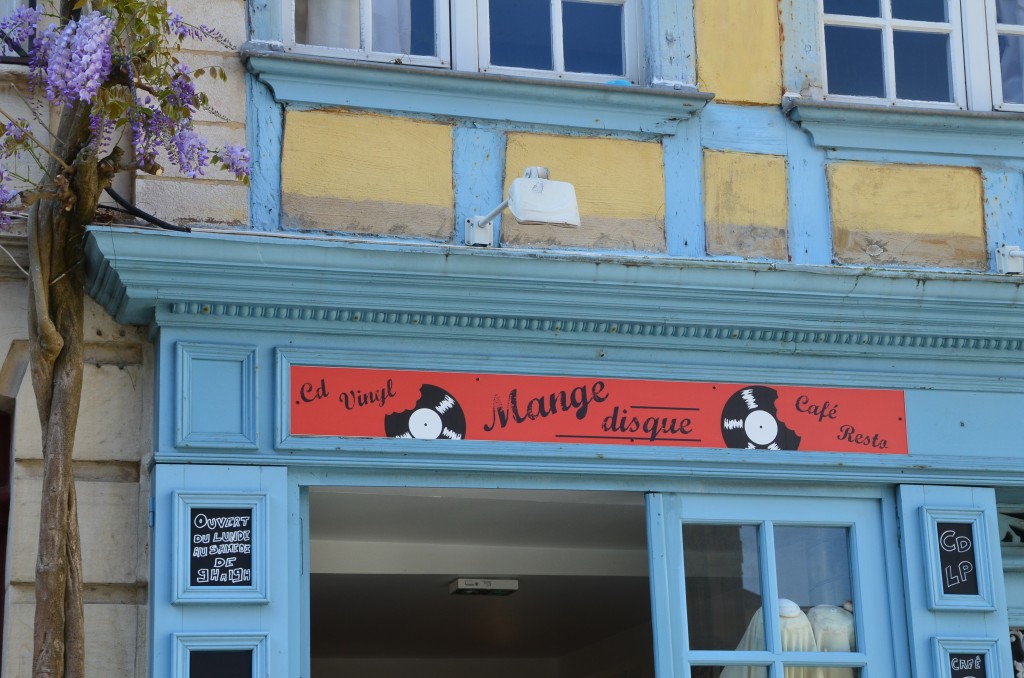 .Cd Vinyl
Mange
disque
Café
Resto
OUVERT
DU LUNDI
AU SAMEDI
DE
9H A 19H
CD
LP
CAFÉ